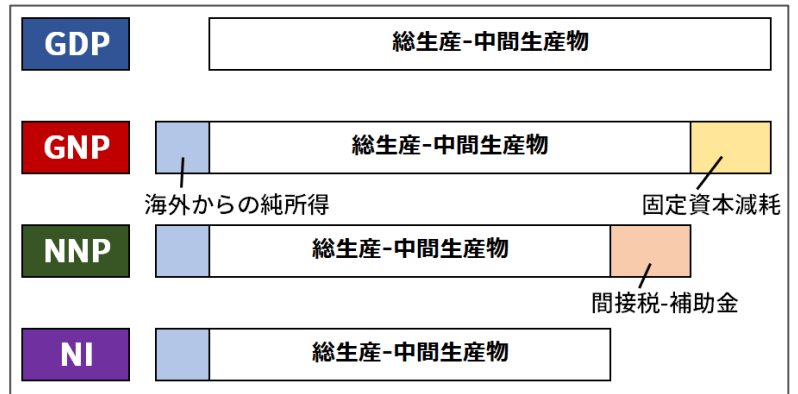 GDP 総生産-中間生産物
GNP 総生産-中間生産物
海外からの純所得 固定資本減耗
NNP 総生産-中間生産物
間接税-補助金
NI 総生産-中間生産物